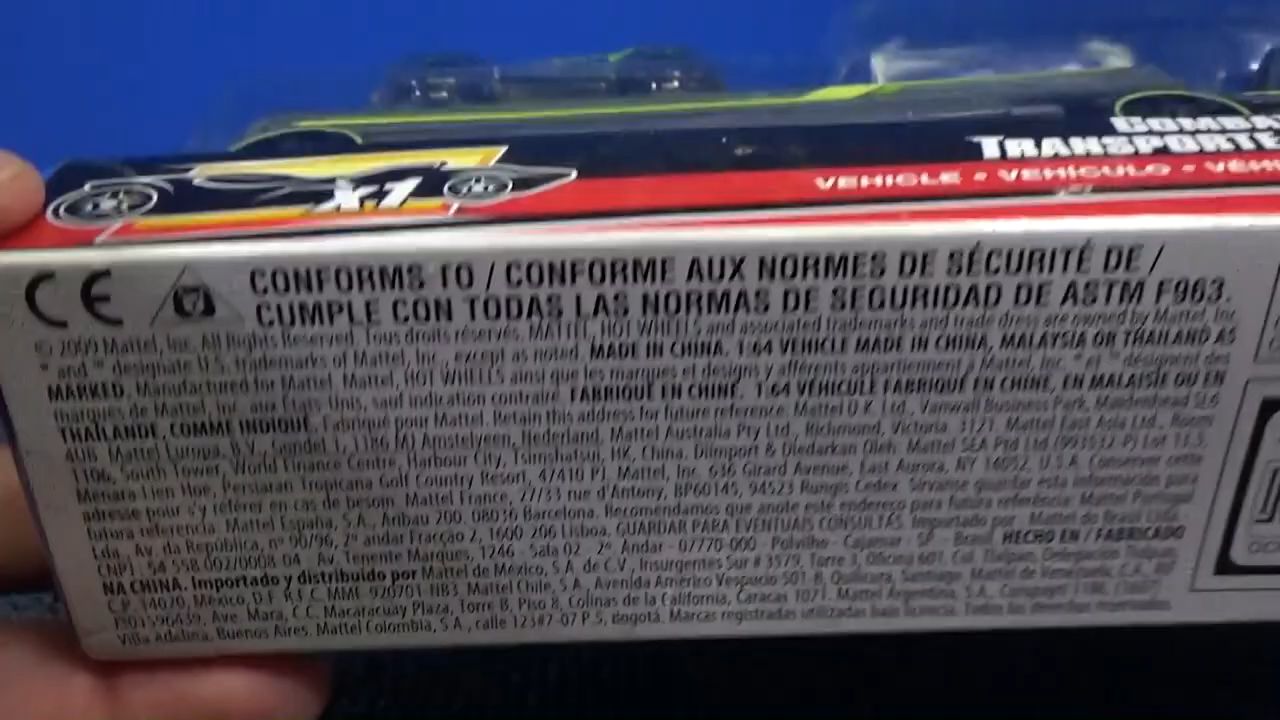 COMBA
TRANSPORTE
X1
VEHICLE • VEHÍCULO • VÉHI
CE
CONFORMS TO / CONFORME AUX NORMES DE SÉCURITÉ DE /
CUMPLE CON TODAS LAS NORMAS DE SEGURIDAD DE ASTM F963.
© 2009 Mattel, Inc. All Rights Reserved. Tous droits réservés. MATTEL, HOT WHEELS and associated trademarks and trade dress are owned by Mattel, Inc.
® and ™ designate U.S. trademarks of Mattel, Inc., except as noted. MADE IN CHINA. 1:64 VEHICLE MADE IN CHINA, MALAYSIA OR THAILAND AS
MARKED. Manufactured for Mattel. Mattel, HOT WHEELS ainsi que les marques et designs y afférents appartiennent à Mattel, Inc. ® et ™ désignent des
marques de Mattel, Inc. aux États-Unis, sauf indication contraire. FABRIQUÉ EN CHINE. 1:64 VÉHICULE FABRIQUÉ EN CHINE, EN MALAISIE OU EN
THAÏLANDE, COMME INDIQUÉ. Fabriqué pour Mattel. Retain this address for future reference. Mattel U.K. Ltd., Vanwall Business Park, Maidenhead SL6
4UB. Mattel Europa, B.V., Gondel 1, 1186 MJ Amstelveen, Nederland. Mattel Australia Pty Ltd., Richmond, Victoria. 3121. Mattel East Asia Ltd., Room
1106, South Tower, World Finance Centre, Harbour City, Tsimshatsui, HK, China. Diimport & Diedarkan Oleh: Mattel SEA Ptd Ltd (993532-P) Lot 13.5,
Menara Lien Hoe, Persiaran Tropicana Golf Country Resort, 47410 PJ. Mattel, Inc. 636 Girard Avenue, East Aurora, NY 14052, U.S.A. Conserver cette
adresse pour s'y référer en cas de besoin. Mattel France, 27/33 rue d'Antony, BP60145, 94523 Rungis Cedex. Sírvanse guardar esta información para
futura referencia. Mattel España, S.A., Aribau 200. 08036 Barcelona. Recomendamos que anote este endereço para futura referência. Mattel Portugal
Lda., Av. da República, nº 90/96, 2º andar Fracção 2, 1600-206 Lisboa. GUARDAR PARA EVENTUAIS CONSULTAS. Importado por : Mattel do Brasil Ltda.
CNPJ : 54.558.002/0008-04 Av. Tenente Marques, 1246 - Sala 02 - 2º Andar - 07770-000 - Polvilho - Cajamar - SP - Brasil. HECHO EN / FABRICADO
NA CHINA. Importado y distribuido por Mattel de México, S.A. de C.V., Insurgentes Sur # 3579, Torre 3, Oficina 601, Col. Tlalpan, Delegación Tlalpan,
C.P. 14020, México, D.F. R.F.C. MME-920701-NB3. Mattel Chile, S.A., Avenida Américo Vespucio 501-B, Quilicura, Santiago. Mattel de Venezuela, C.A.,
J301596439, Ave. Mara, C.C. Macaracuay Plaza, Torre B, Piso 8, Colinas de la California, Caracas 1071. Mattel Argentina, S.A., Curupaytí 1186, (1607)
Villa Adelina, Buenos Aires. Mattel Colombia, S.A., calle 123#7-07 P.5, Bogotá. Marcas registradas utilizadas bajo licencia. Todos los derechos reservados.